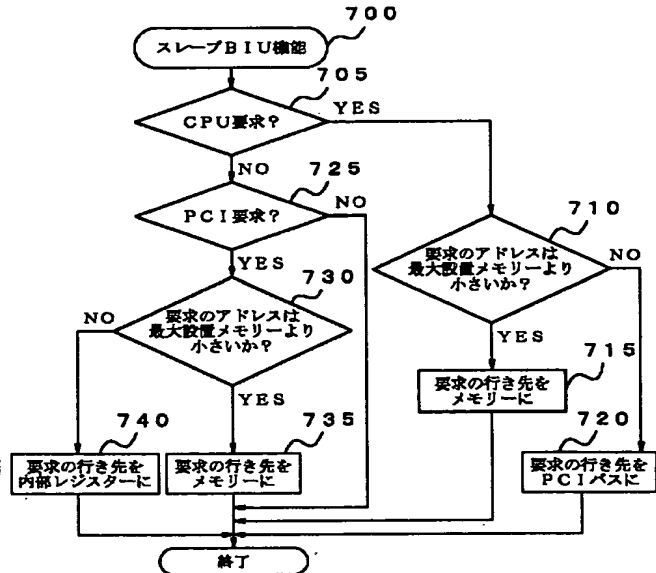 700
スレーブBIU機能
705
CPU要求?
YES
NO
725
PCI要求?
NO
YES
710
要求のアドレスは
最大設置メモリーより
小さいか?
NO
YES
730
要求のアドレスは
最大設置メモリーより
小さいか?
NO
YES
715
要求の行き先を
メモリーに
740
要求の行き先を
内部レジスターに
735
要求の行き先を
メモリーに
720
要求の行き先を
PCIバスに
終了